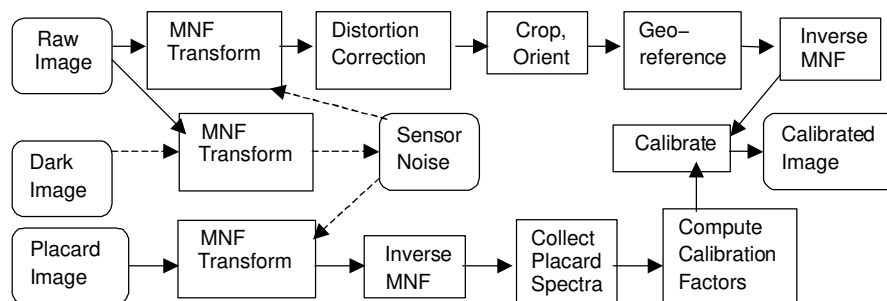 Raw
Image
MNF
Transform
Distortion
Correction
Crop,
Orient
Geo–
reference
Inverse
MNF
Dark
Image
MNF
Transform
Sensor
Noise
Calibrate
Calibrated
Image
Placard
Image
MNF
Transform
Inverse
MNF
Collect
Placard
Spectra
Compute
Calibration
Factors